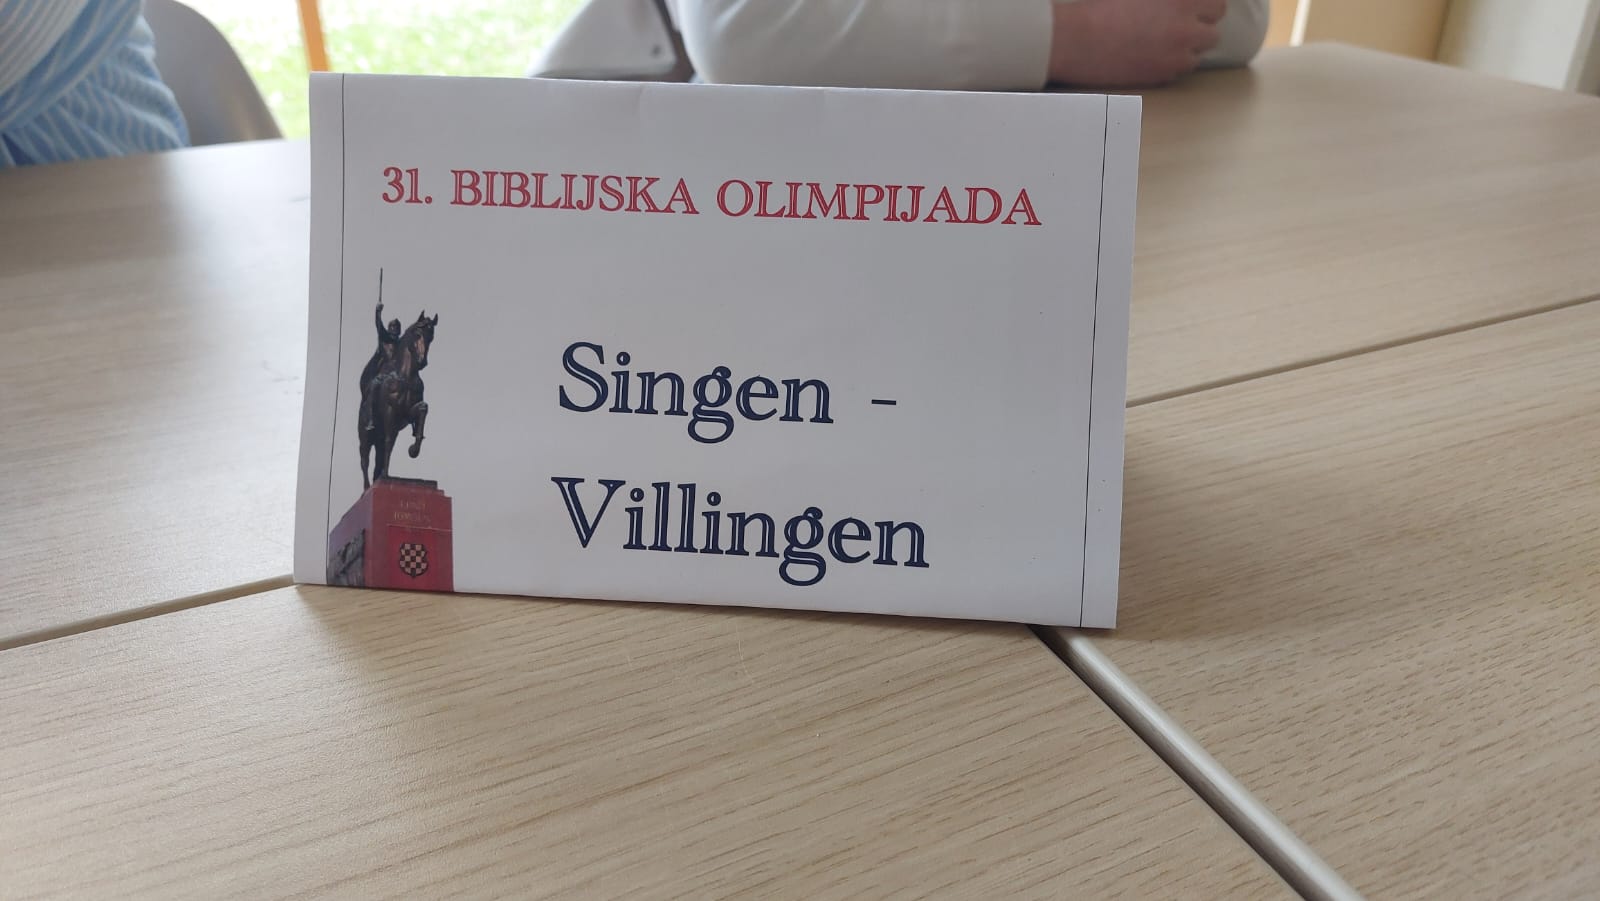 31. BIBLIJSKA OLIMPIJADA
Singen -
Villingen